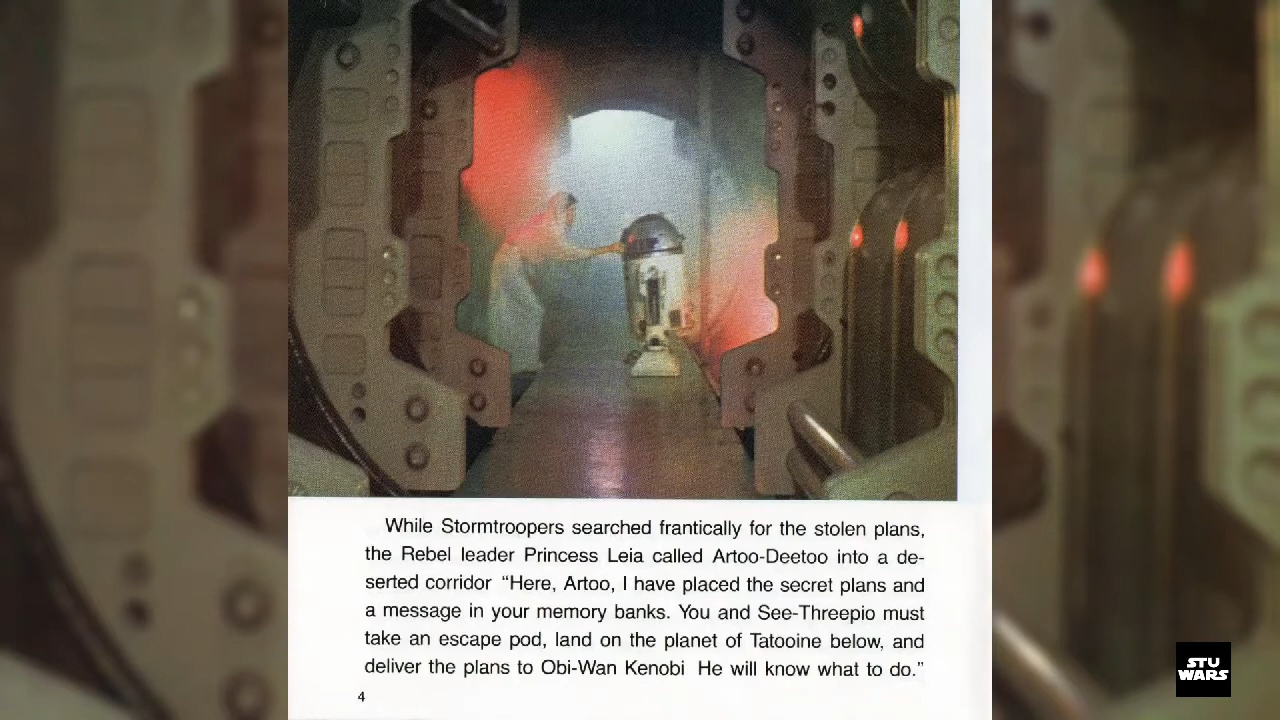 While Stormtroopers searched frantically for the stolen plans,
the Rebel leader Princess Leia called Artoo-Deetoo into a de-
serted corridor “Here, Artoo, I have placed the secret plans and
a message in your memory banks. You and See-Threepio must
take an escape pod, land on the planet of Tatooine below, and
deliver the plans to Obi-Wan Kenobi He will know what to do.”
4
STU
WARS